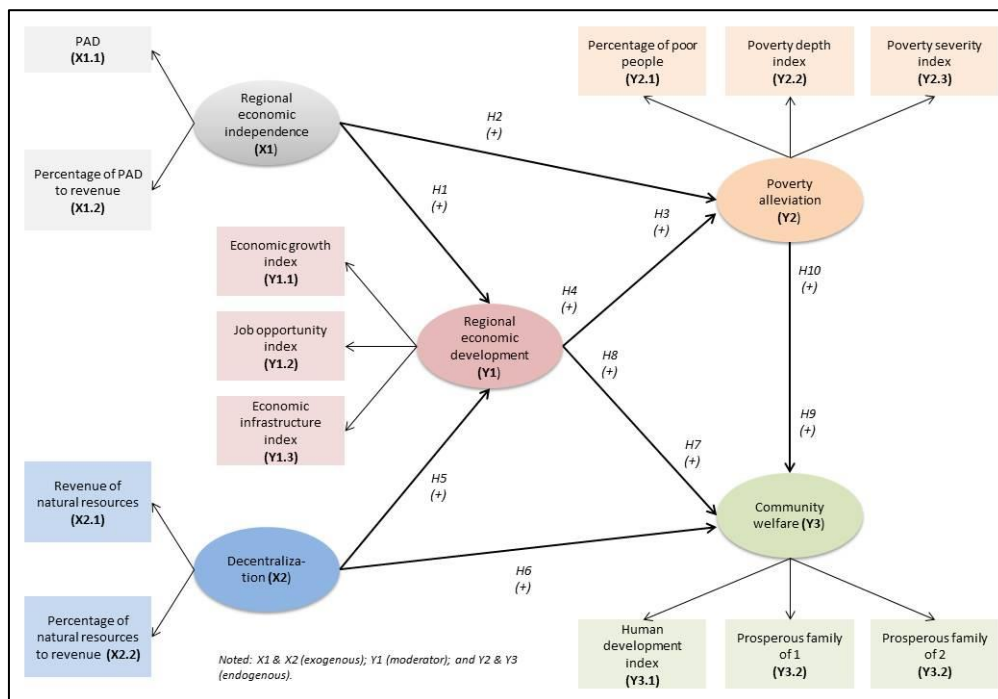 PAD
(X1.1)
Percentage of PAD
to revenue
(X1.2)
Regional
economic
independence
(X1)
H2
(+)
H1
(+)
Percentage of poor
people
(Y2.1)
Poverty depth
index
(Y2.2)
Poverty severity
index
(Y2.3)
Poverty
alleviation
(Y2)
H3
(+)
H4
(+)
H10
(+)
Economic growth
index
(Y1.1)
Job opportunity
index
(Y1.2)
Economic
infrastructure
index
(Y1.3)
Regional
economic
development
(Y1)
H8
(+)
H7
(+)
H9
(+)
H5
(+)
H6
(+)
Revenue of
natural resources
(X2.1)
Percentage of
natural resources
to revenue (X2.2)
Decentraliza-
tion (X2)
Community
welfare (Y3)
Human
development
index
(Y3.1)
Prosperous family
of 1
(Y3.2)
Prosperous family
of 2
(Y3.2)
Noted: X1 & X2 (exogenous); Y1 (moderator); and Y2 & Y3
(endogenous).